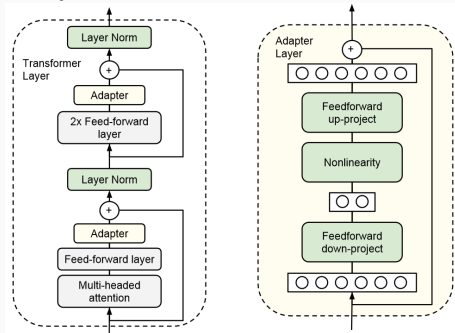 Layer Norm
Transformer
Layer
+
Adapter
2x Feed-forward
layer
Layer Norm
+
Adapter
Feed-forward layer
Multi-headed
attention
Adapter
Layer
+
Feedforward
up-project
Nonlinearity
Feedforward
down-project